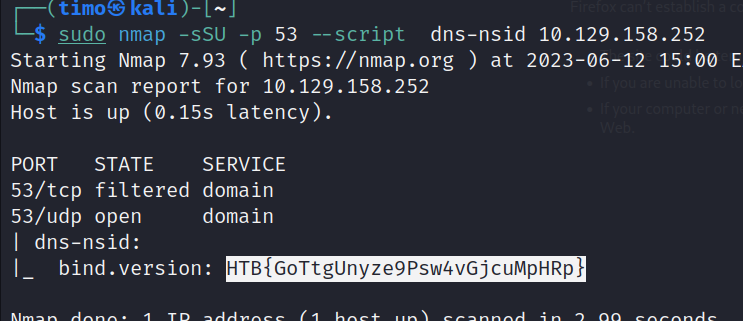 Firefox can't establish a co
┌──(timo㉿kali)-[~]
└─$ sudo nmap -sSU -p 53 --script  dns-nsid 10.129.158.252
Starting Nmap 7.93 ( https://nmap.org ) at 2023-06-12 15:00 E
If you are unable to lo
Nmap scan report for 10.129.158.252
Host is up (0.15s latency).
If your computer or ne
Web.
PORT   STATE    SERVICE
53/tcp filtered domain
53/udp open     domain
| dns-nsid:
|_  bind.version: HTB{GoTtgUnyze9Psw4vGjcuMpHRp}
Nmap done: 1 IP address (1 host up) scanned in 2.99 seconds